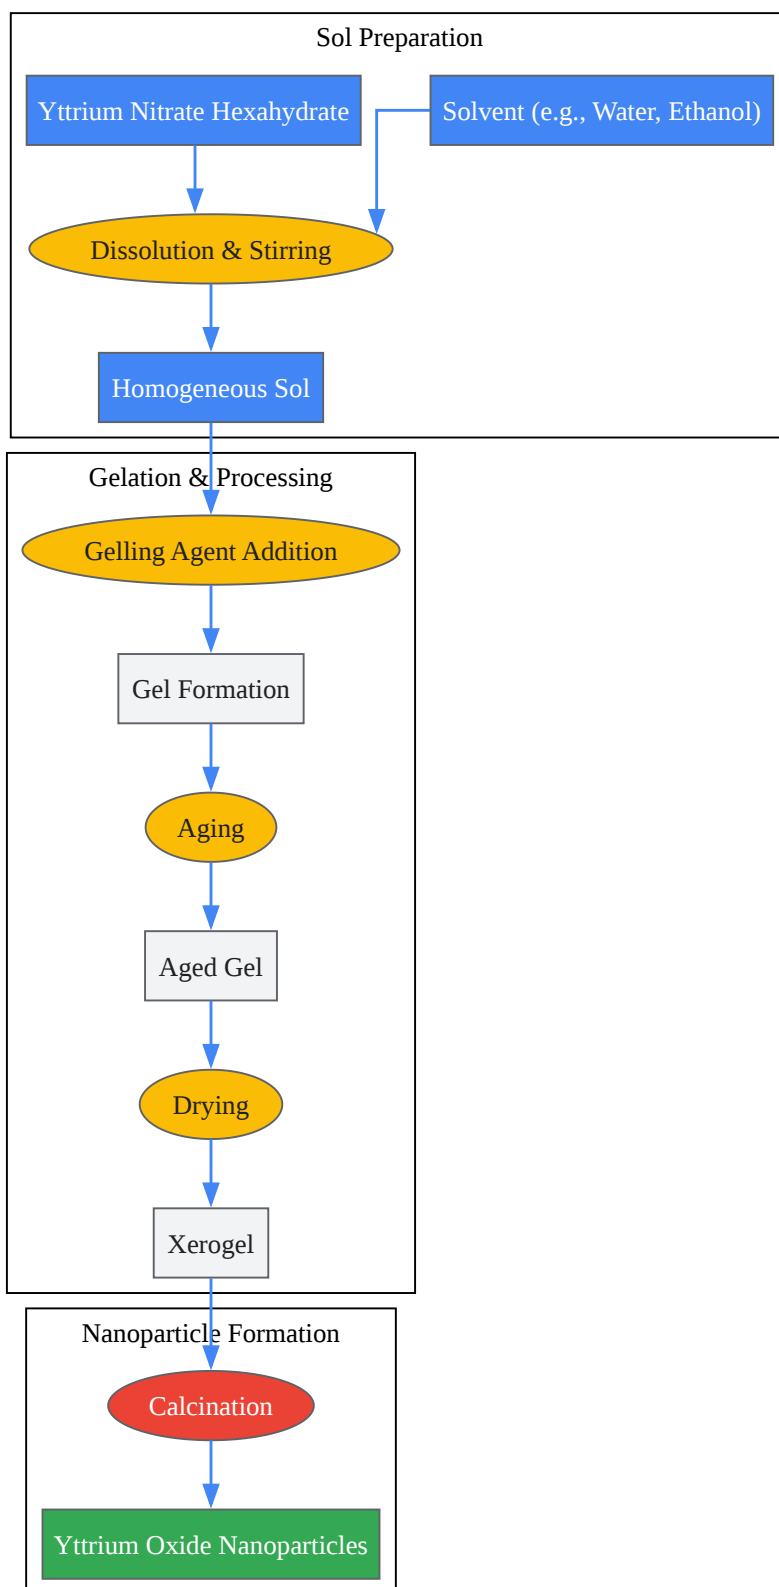 Sol Preparation
Yttrium Nitrate Hexahydrate
Solvent (e.g., Water, Ethanol)
Dissolution & Stirring
Homogeneous Sol
Gelation & Processing
Gelling Agent Addition
Gel Formation
Aging
Aged Gel
Drying
Xerogel
Nanoparticle Formation
Calcination
Yttrium Oxide Nanoparticles